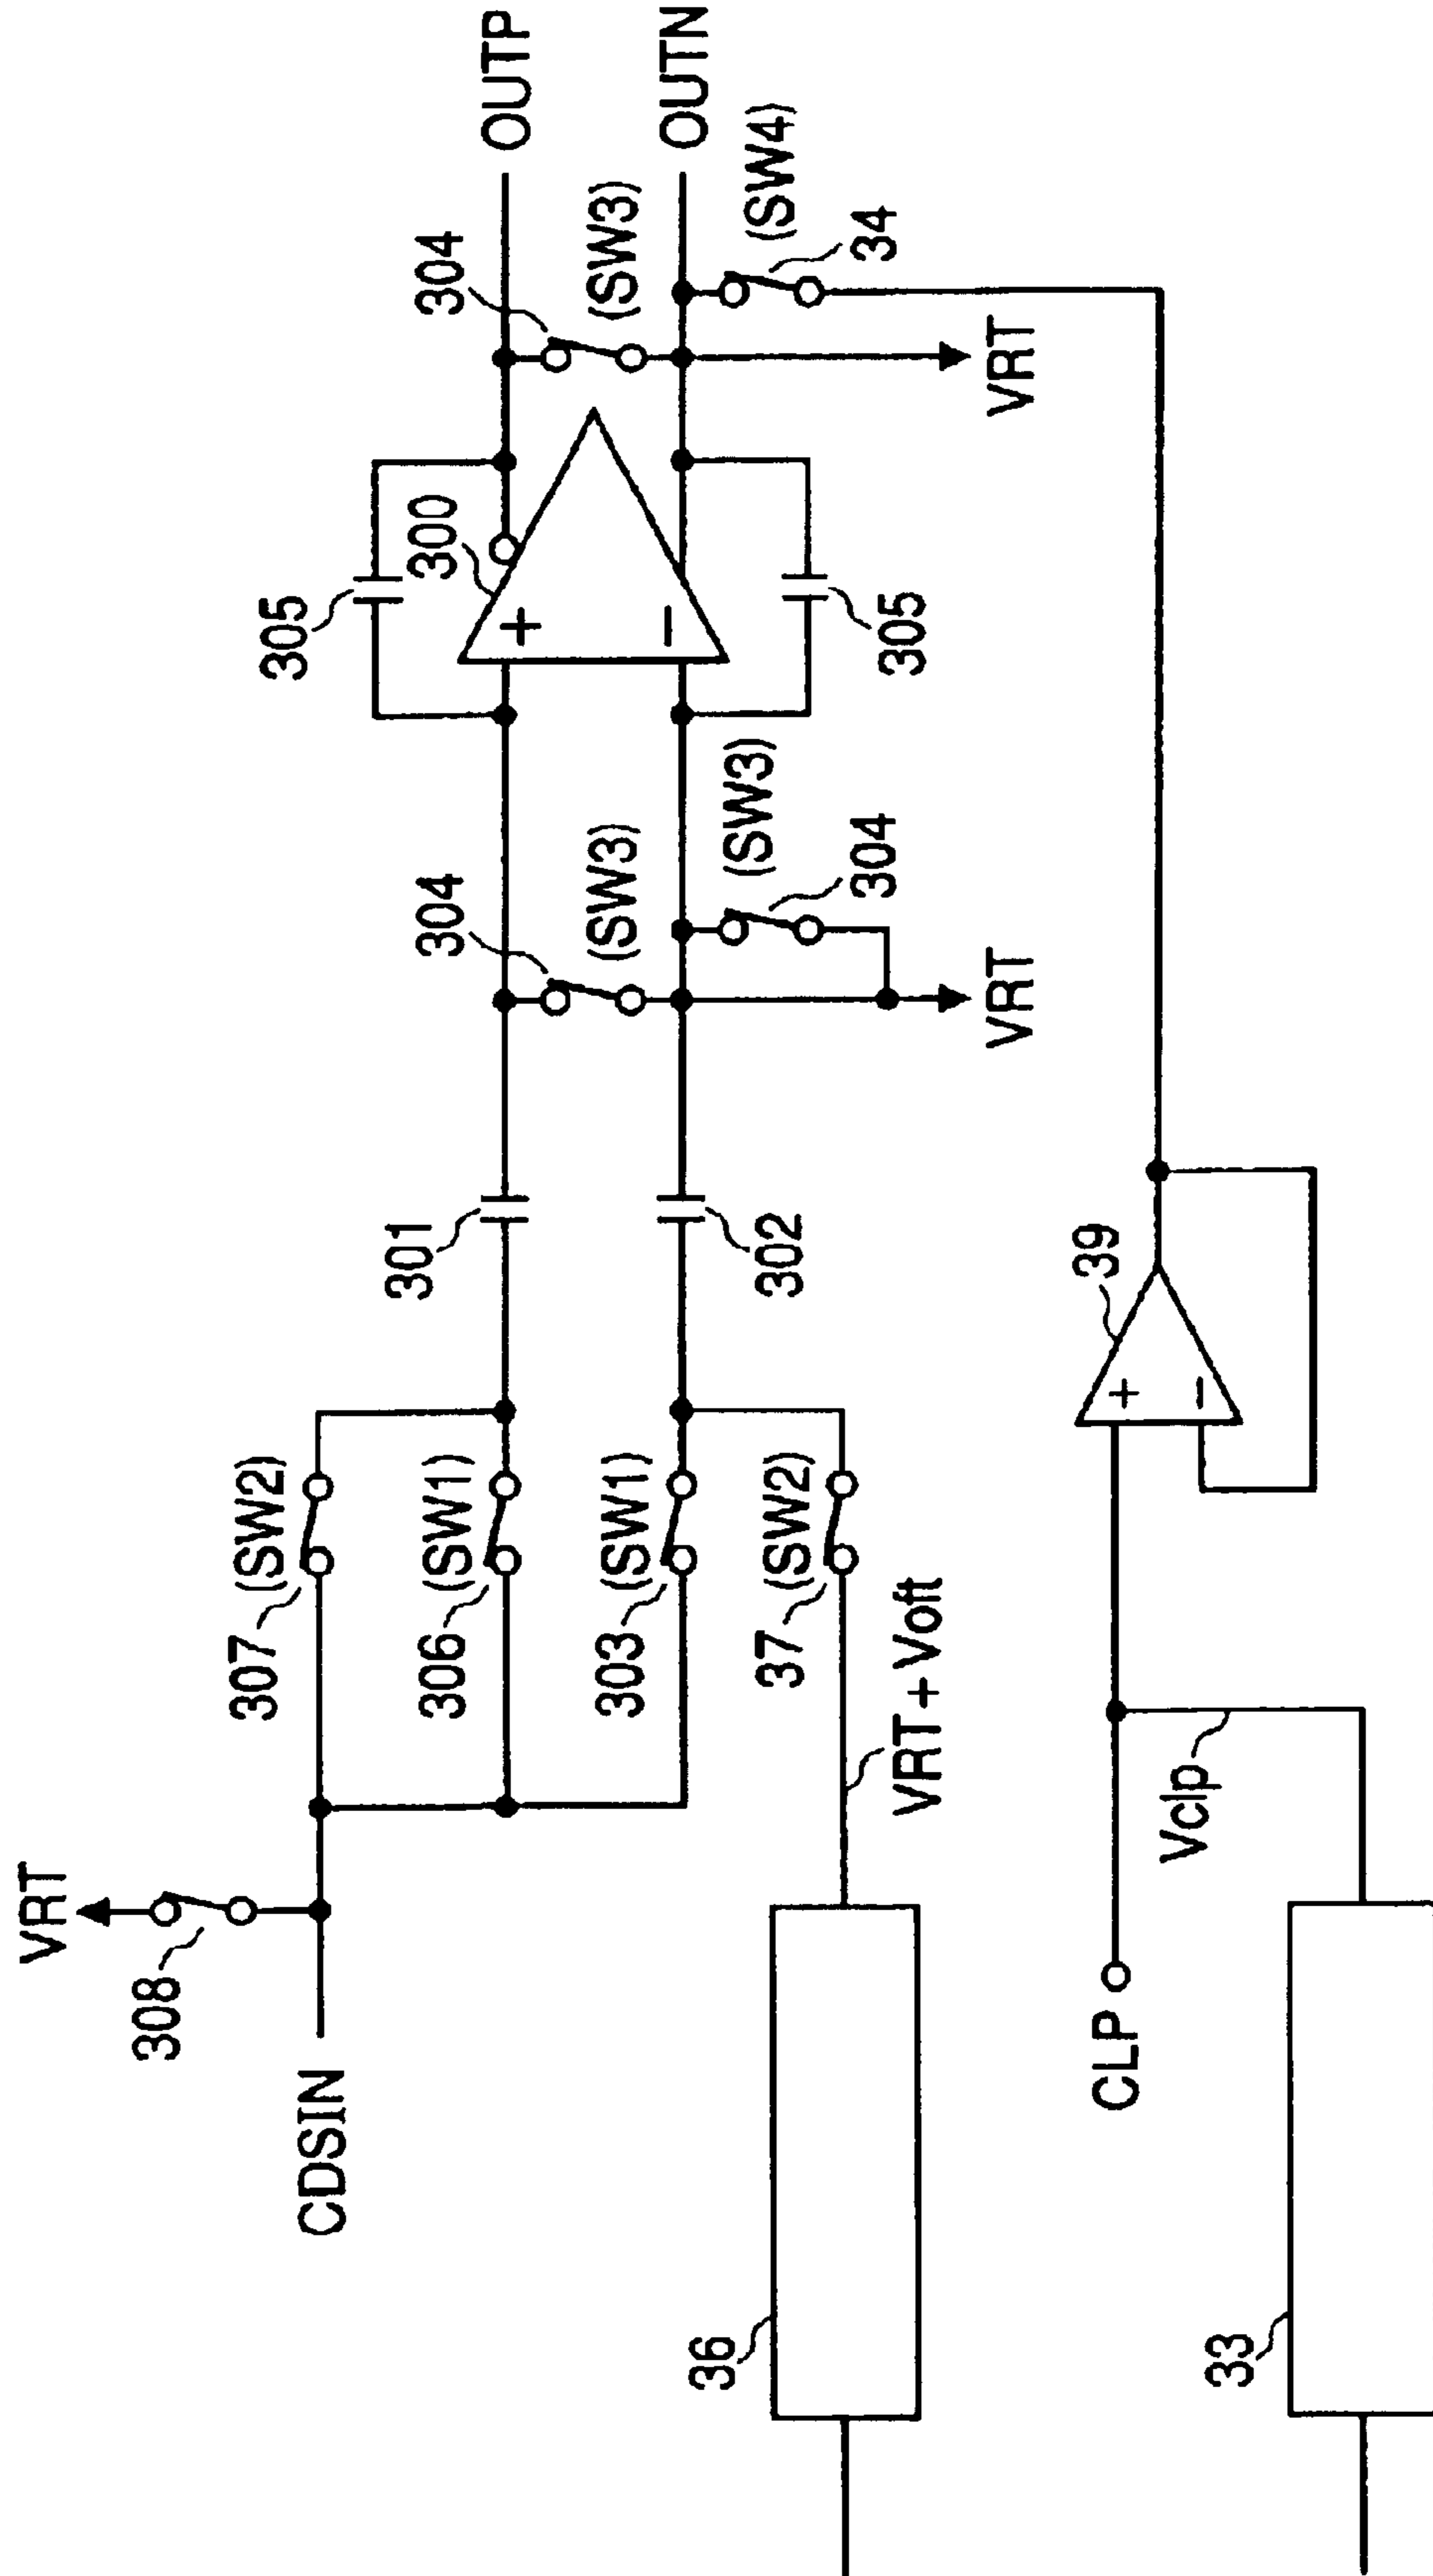 VRT
308
CDSIN
307
(SW2)
306
(SW1)
303
(SW1)
37
(SW2)
VRT+Voft
36
301
302
304
(SW3)
(SW3)
304
VRT
305
300
+
−
305
304
(SW3)
VRT
(SW4)
34
OUTP
OUTN
CLP
Vclp
33
39
+
−